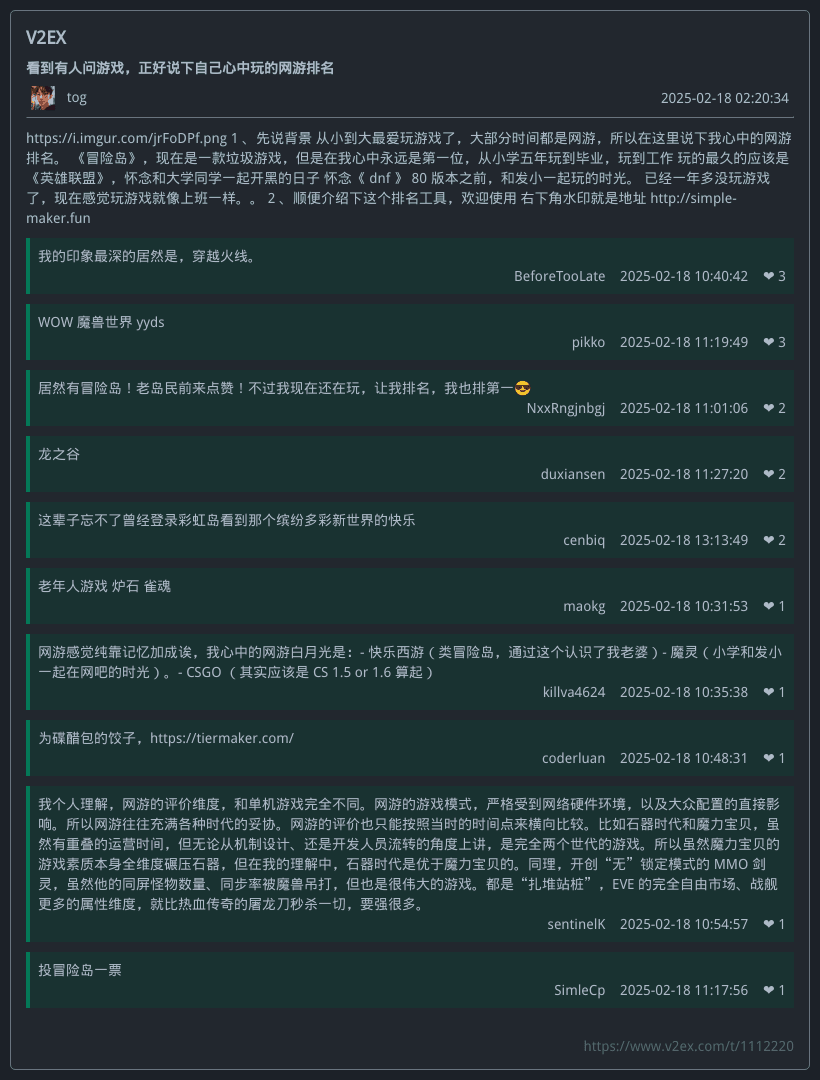 V2EX
看到有人问游戏，正好说下自己心中玩的网游排名
tog
2025-02-18 02:20:34
https://i.imgur.com/jrFoDPf.png 1 、先说背景 从小到大最爱玩游戏了，大部分时间都是网游，所以在这里说下我心中的网游
排名。 《冒险岛》，现在是一款垃圾游戏，但是在我心中永远是第一位，从小学五年玩到毕业，玩到工作 玩的最久的应该是
《英雄联盟》，怀念和大学同学一起开黑的日子 怀念《 dnf 》 80 版本之前，和发小一起玩的时光。 已经一年多没玩游戏
了，现在感觉玩游戏就像上班一样。。 2 、顺便介绍下这个排名工具，欢迎使用 右下角水印就是地址 http://simple-
maker.fun
我的印象最深的居然是，穿越火线。
BeforeTooLate 2025-02-18 10:40:42 ❤ 3
WOW 魔兽世界 yyds
pikko 2025-02-18 11:19:49 ❤ 3
居然有冒险岛！老岛民前来点赞！不过我现在还在玩，让我排名，我也排第一😎
NxxRngjnbgj 2025-02-18 11:01:06 ❤ 2
龙之谷
duxiansen 2025-02-18 11:27:20 ❤ 2
这辈子忘不了曾经登录彩虹岛看到那个缤纷多彩新世界的快乐
cenbiq 2025-02-18 13:13:49 ❤ 2
老年人游戏 炉石 雀魂
maokg 2025-02-18 10:31:53 ❤ 1
网游感觉纯靠记忆加成诶，我心中的网游白月光是：- 快乐西游（类冒险岛，通过这个认识了我老婆）- 魔灵（小学和发小
一起在网吧的时光）。- CSGO （其实应该是 CS 1.5 or 1.6 算起）
killva4624 2025-02-18 10:35:38 ❤ 1
为碟醋包的饺子，https://tiermaker.com/
coderluan 2025-02-18 10:48:31 ❤ 1
我个人理解，网游的评价维度，和单机游戏完全不同。网游的游戏模式，严格受到网络硬件环境，以及大众配置的直接影
响。所以网游往往充满各种时代的妥协。网游的评价也只能按照当时的时间点来横向比较。比如石器时代和魔力宝贝，虽
然有重叠的运营时间，但无论从机制设计、还是开发人员流转的角度上讲，是完全两个世代的游戏。所以虽然魔力宝贝的
游戏素质本身全维度碾压石器，但在我的理解中，石器时代是优于魔力宝贝的。同理，开创“无”锁定模式的 MMO 剑
灵，虽然他的同屏怪物数量、同步率被魔兽吊打，但也是很伟大的游戏。都是“扎堆站桩”，EVE 的完全自由市场、战舰
更多的属性维度，就比热血传奇的屠龙刀秒杀一切，要强很多。
sentinelK 2025-02-18 10:54:57 ❤ 1
投冒险岛一票
SimleCp 2025-02-18 11:17:56 ❤ 1
https://www.v2ex.com/t/1112220